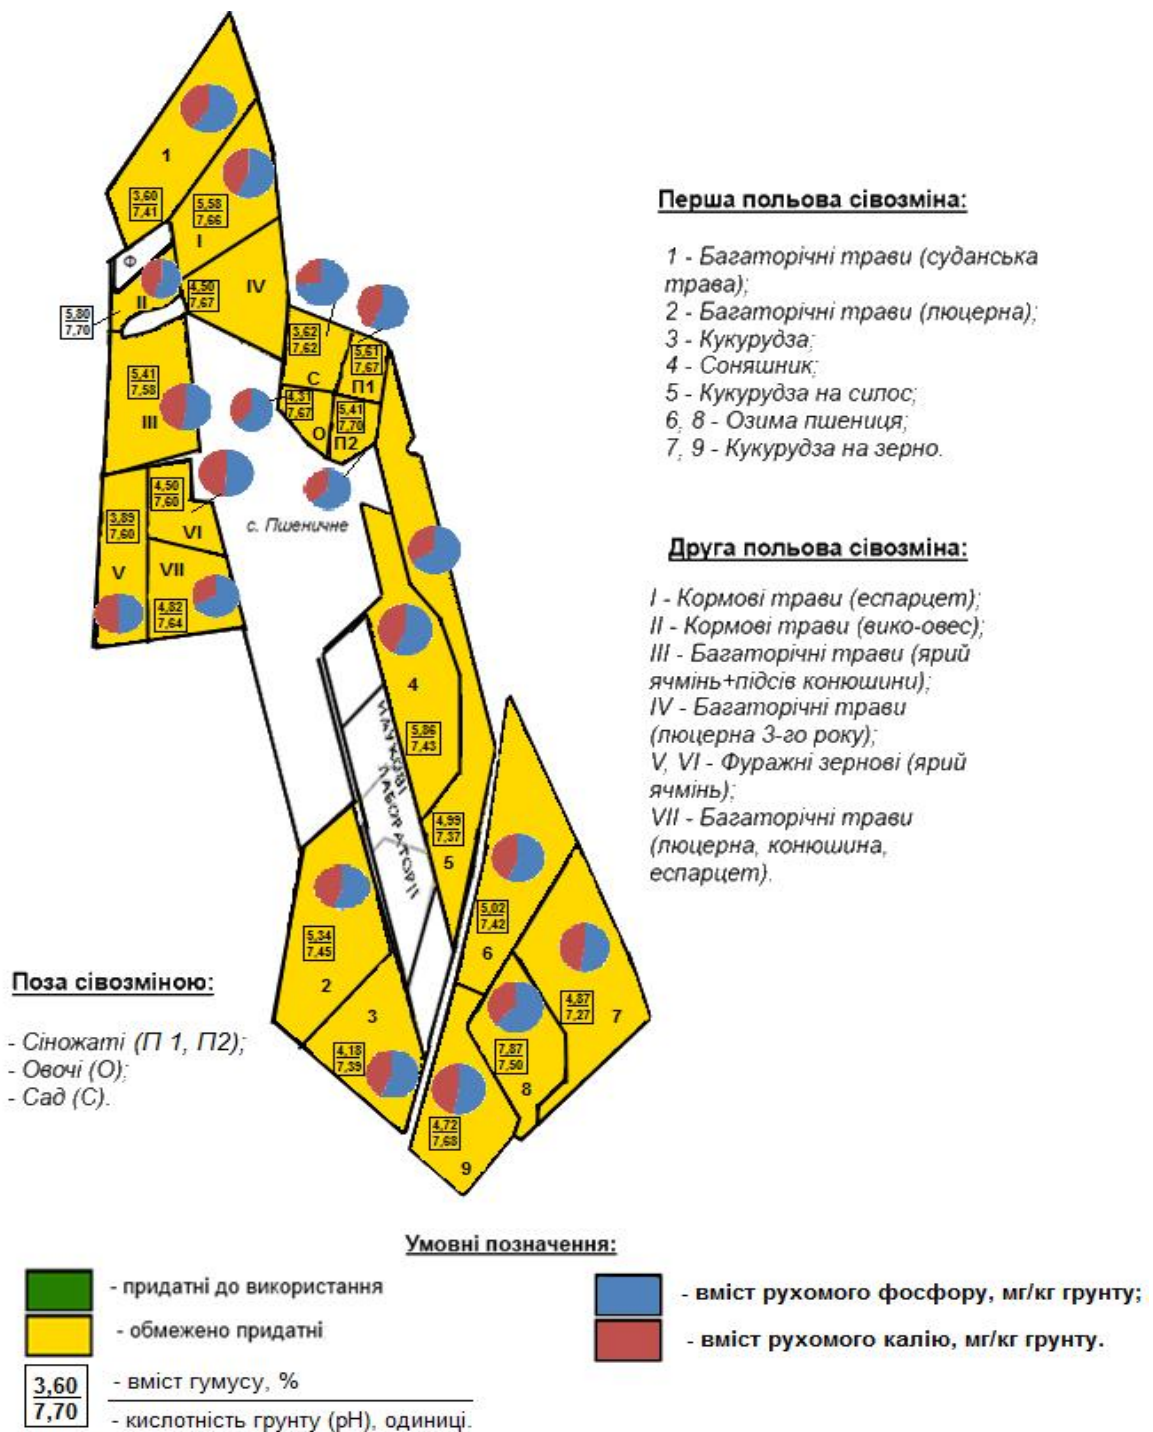 1
3,60
7,41
5,58
7,66
I
Ф
II
4,50
7,67
IV
5,80
7,70
3,62
7,62
С
5,61
7,67
П1
5,41
7,58
III
4,31
7,67
О
5,41
7,70
П2
4,50
7,60
VI
с. Пшеничне
3,89
7,60
V
VII
4,82
7,64
4
НАУКОВІ
ЛАБОРАТОРІЇ
5,86
7,43
4,99
7,37
5
5,02
7,42
6
5,34
7,45
2
3
4,18
7,39
4,87
7,27
7
7,87
7,50
8
4,72
7,68
9
Перша польова сівозміна:
1 - Багаторічні трави (суданська
трава);
2 - Багаторічні трави (люцерна);
3 - Кукурудза;
4 - Соняшник;
5 - Кукурудза на силос;
6, 8 - Озима пшениця;
7, 9 - Кукурудза на зерно.
Друга польова сівозміна:
I - Кормові трави (еспарцет);
II - Кормові трави (вико-овес);
III - Багаторічні трави (ярий
ячмінь+підсів конюшини);
IV - Багаторічні трави
(люцерна 3-го року);
V, VI - Фуражні зернові (ярий
ячмінь);
VII - Багаторічні трави
(люцерна, конюшина,
еспарцет).
Поза сівозміною:
- Сіножаті (П 1, П2);
- Овочі (О);
- Сад (С).
Умовні позначення:
- придатні до використання
- обмежено придатні
3,60
7,70
- вміст гумусу, %
- кислотність грунту (рН), одиниці.
- вміст рухомого фосфору, мг/кг грунту;
- вміст рухомого калію, мг/кг грунту.